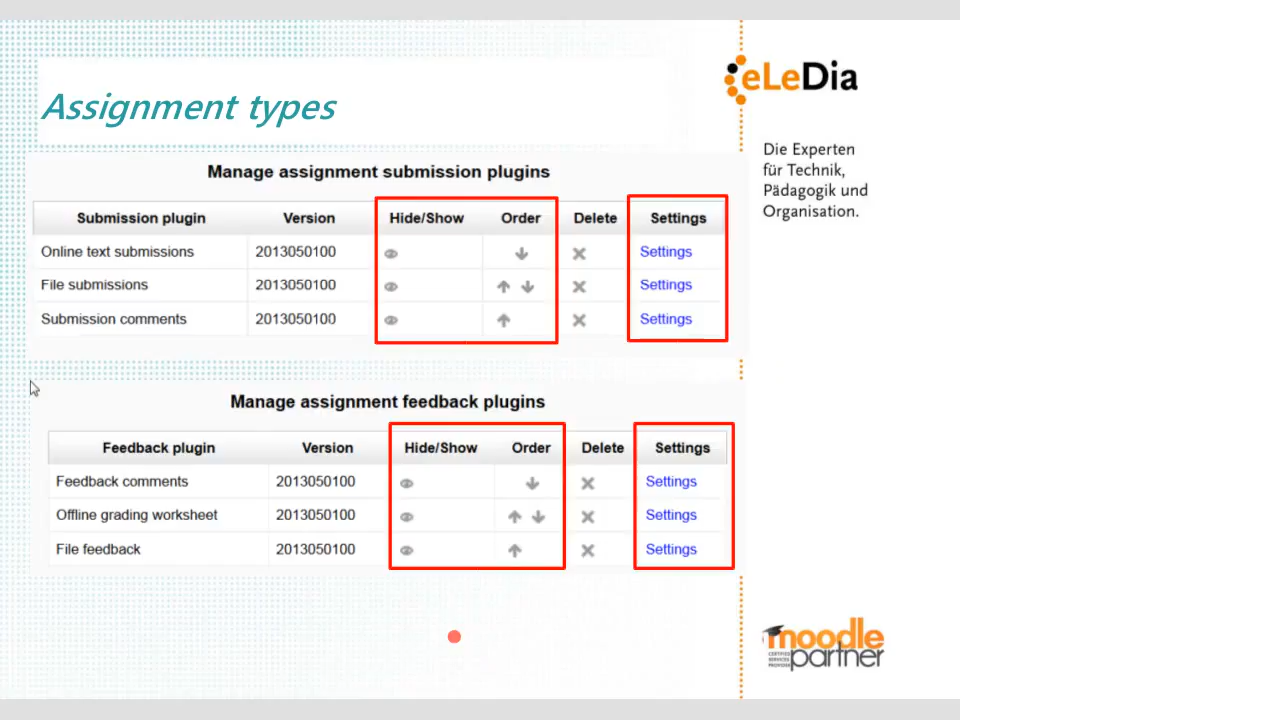 Assignment types
eLeDia
Die Experten
für Technik,
Pädagogik und
Organisation.
Manage assignment submission plugins
Submission plugin Version Hide/Show Order Delete Settings
Online text submissions 2013050100 Settings
File submissions 2013050100 Settings
Submission comments 2013050100 Settings
Manage assignment feedback plugins
Feedback plugin Version Hide/Show Order Delete Settings
Feedback comments 2013050100 Settings
Offline grading worksheet 2013050100 Settings
File feedback 2013050100 Settings
moodle
CERTIFIED
SERVICES
PROVIDER
partner